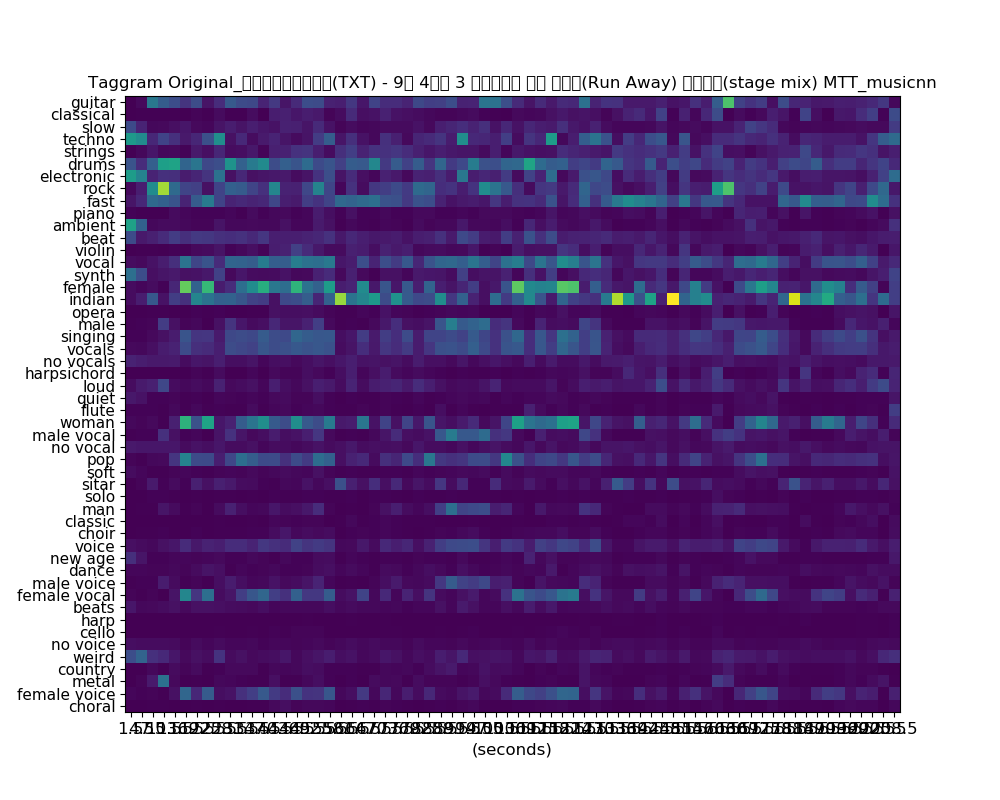 Taggram Original_(TXT) - 9 4 3 (Run Away) (stage mix) MTT_musicnn
guitar
classical
slow
techno
strings
drums
electronic
rock
fast
piano
ambient
beat
violin
vocal
synth
female
indian
opera
male
singing
vocals
no vocals
harpsichord
loud
quiet
flute
woman
male vocal
no vocal
pop
soft
sitar
solo
man
classic
choir
voice
new age
dance
male voice
female vocal
beats
harp
cello
no voice
weird
country
metal
female voice
choral
(seconds)